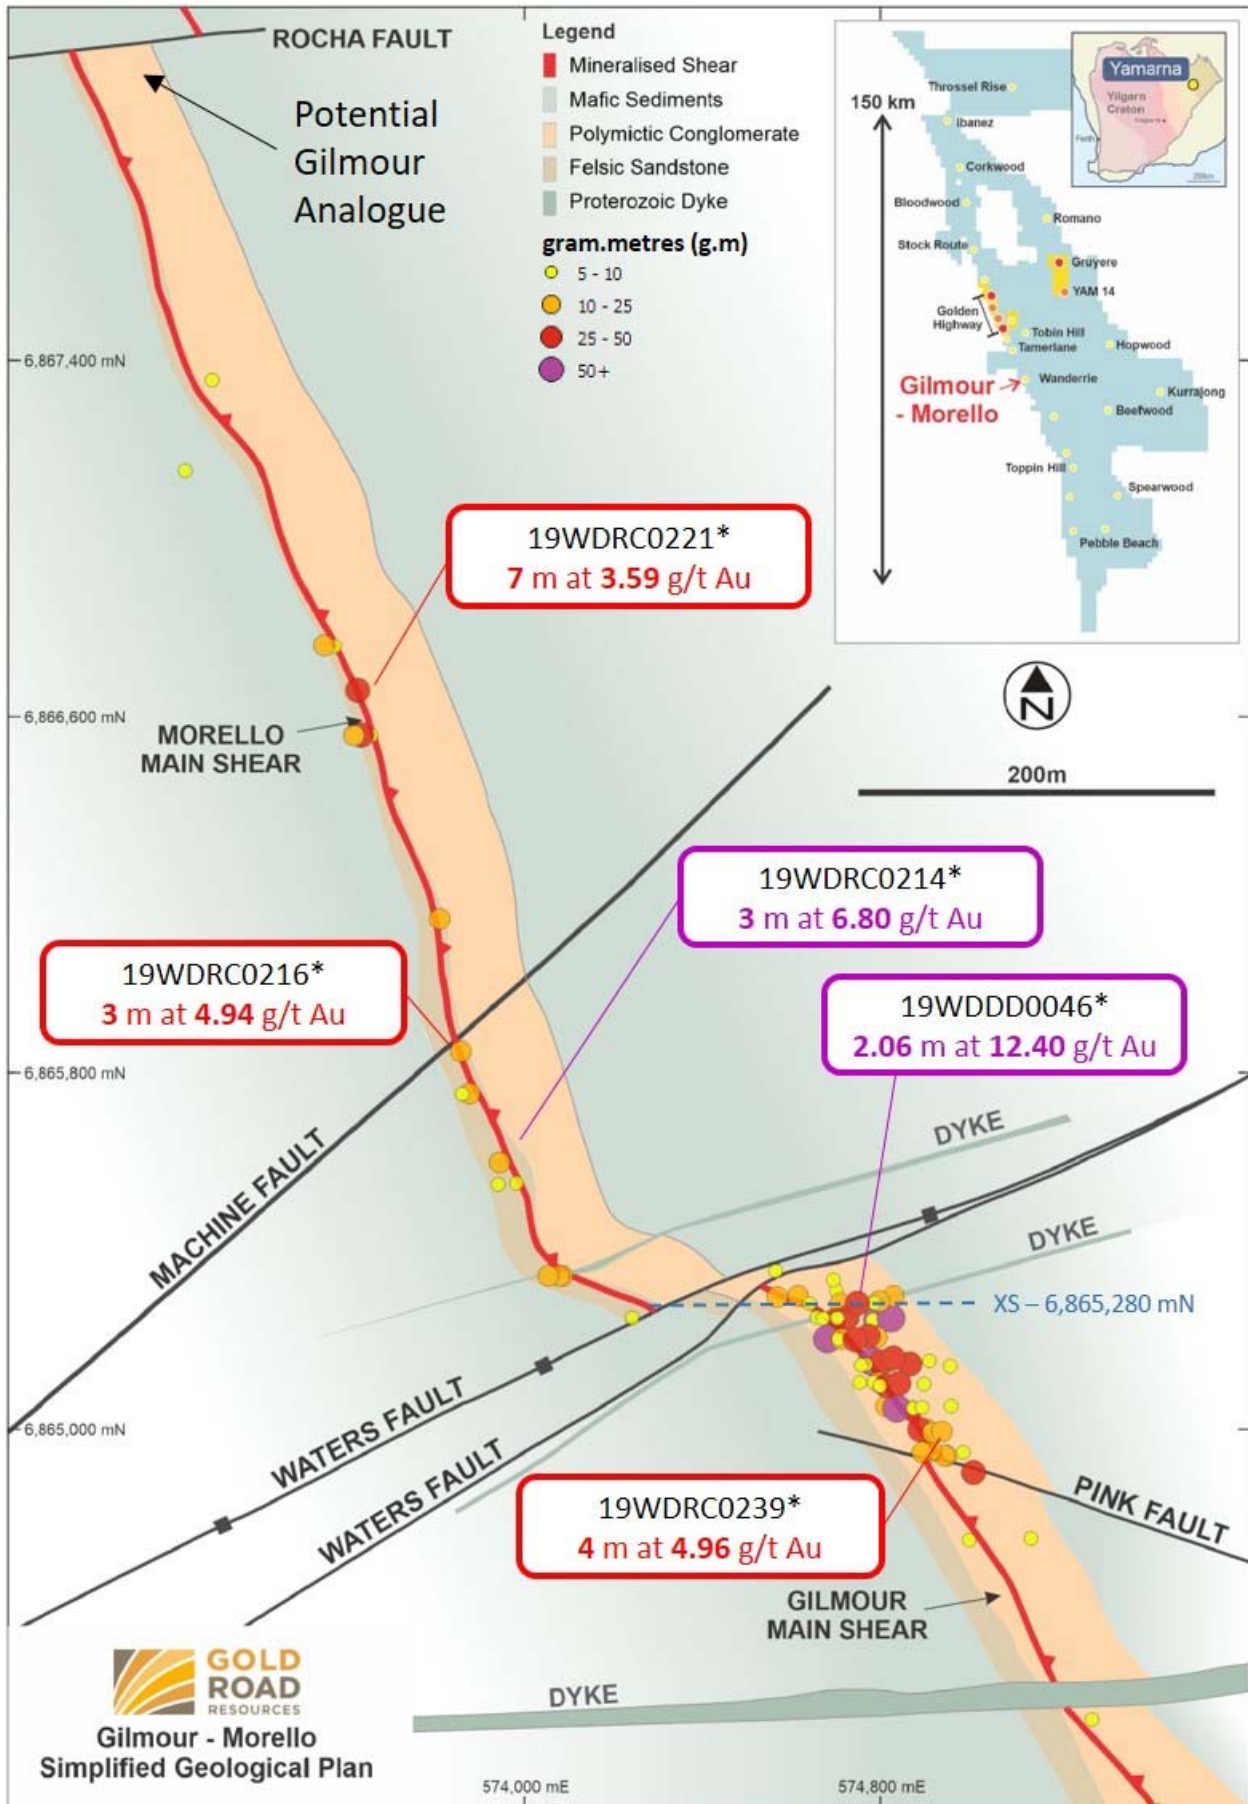 ROCHA FAULT
Potential
Gilmour
Analogue
Legend
Mineralised Shear
Mafic Sediments
Polymictic Conglomerate
Felsic Sandstone
Proterozoic Dyke
gram.metres (g.m)
5 - 10
10 - 25
25 - 50
50+
150 km
Throssel Rise
Ibanez
Corkwood
Bloodwood
Romano
Stock Route
Gruyere
YAM 14
Golden
Highway
Tobin Hill
Tamerlane
Hopwood
Gilmour
- Morello
Wanderrie
Kurrajong
Beefwood
Toppin Hill
Spearwood
Pebble Beach
Yamarna
Yilgarn
Craton
Perth
6,867,400 mN
19WDRC0221*
7 m at 3.59 g/t Au
6,866,600 mN
MORELLO
MAIN SHEAR
N
200m
19WDRC0214*
3 m at 6.80 g/t Au
19WDRC0216*
3 m at 4.94 g/t Au
19WDDD0046*
2.06 m at 12.40 g/t Au
6,865,800 mN
MACHINE FAULT
DYKE
DYKE
XS – 6,865,280 mN
6,865,000 mN
WATERS FAULT
WATERS FAULT
PINK FAULT
19WDRC0239*
4 m at 4.96 g/t Au
GILMOUR
MAIN SHEAR
DYKE
GOLD
ROAD
RESOURCES
Gilmour - Morello
Simplified Geological Plan
574,000 mE
574,800 mE